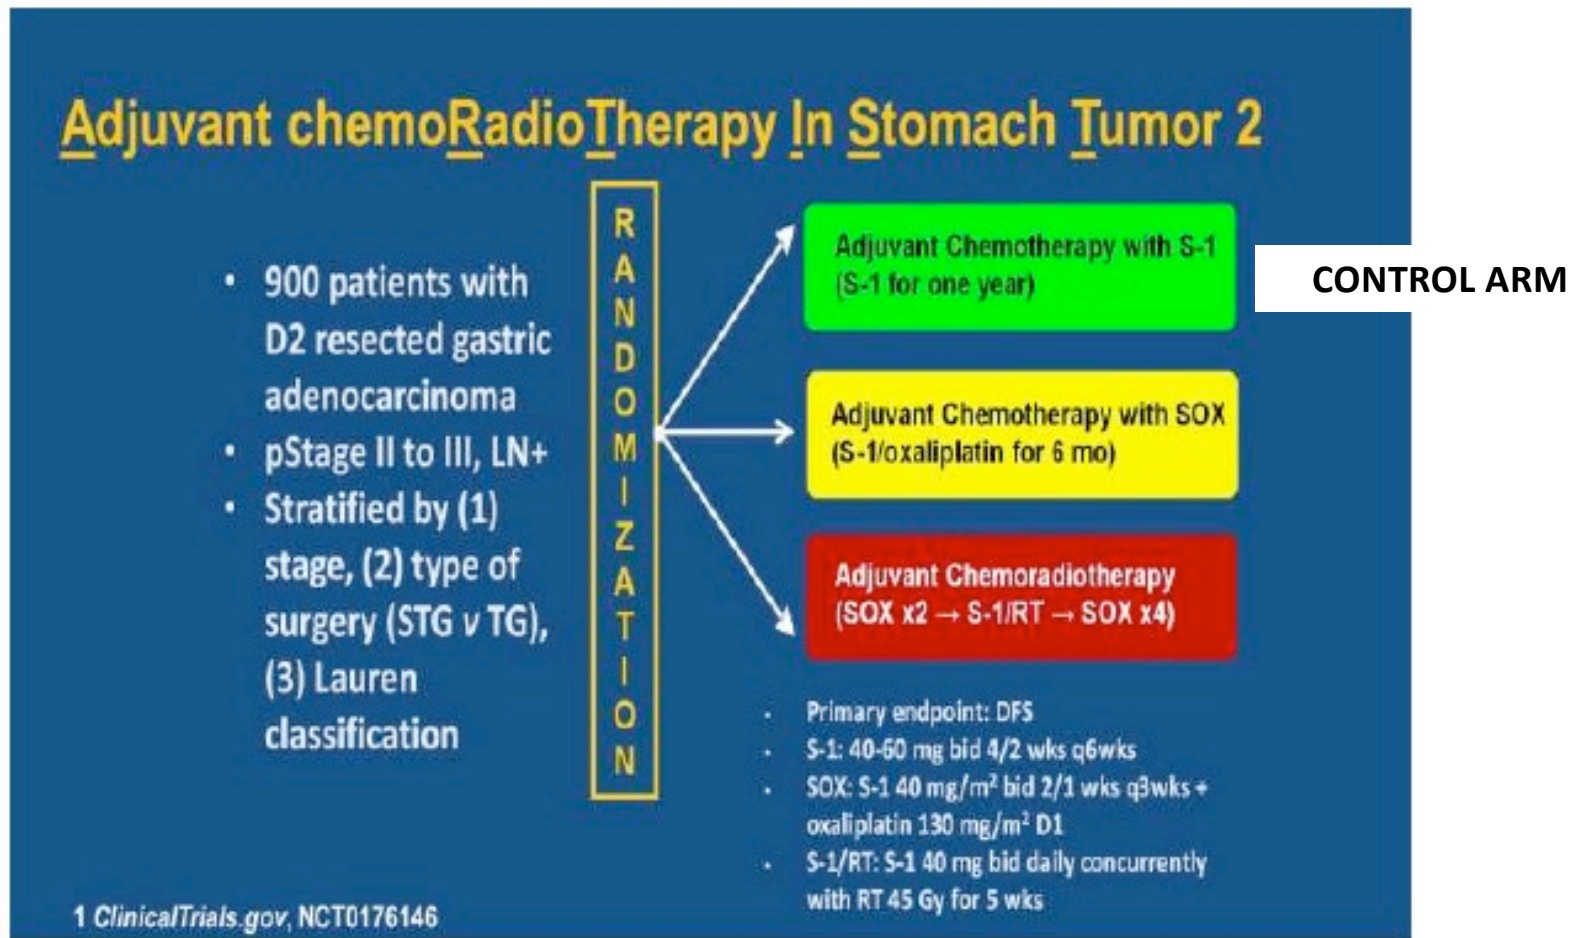 Adjuvant chemoRadioTherapy In Stomach Tumor 2
• 900 patients with
D2 resected gastric
adenocarcinoma
• pStage II to III, LN+
• Stratified by (1)
stage, (2) type of
surgery (STG v TG),
(3) Lauren
classification
RANDOMIZATION
Adjuvant Chemotherapy with S-1
(S-1 for one year)
CONTROL ARM
Adjuvant Chemotherapy with SOX
(S-1/oxaliplatin for 6 mo)
Adjuvant Chemoradiotherapy
(SOX x2 → S-1/RT → SOX x4)
• Primary endpoint: DFS
• S-1: 40-60 mg bid 4/2 wks q6wks
• SOX: S-1 40 mg/m² bid 2/1 wks q3wks +
oxaliplatin 130 mg/m² D1
• S-1/RT: S-1 40 mg bid daily concurrently
with RT 45 Gy for 5 wks
1 ClinicalTrials.gov, NCT0176146